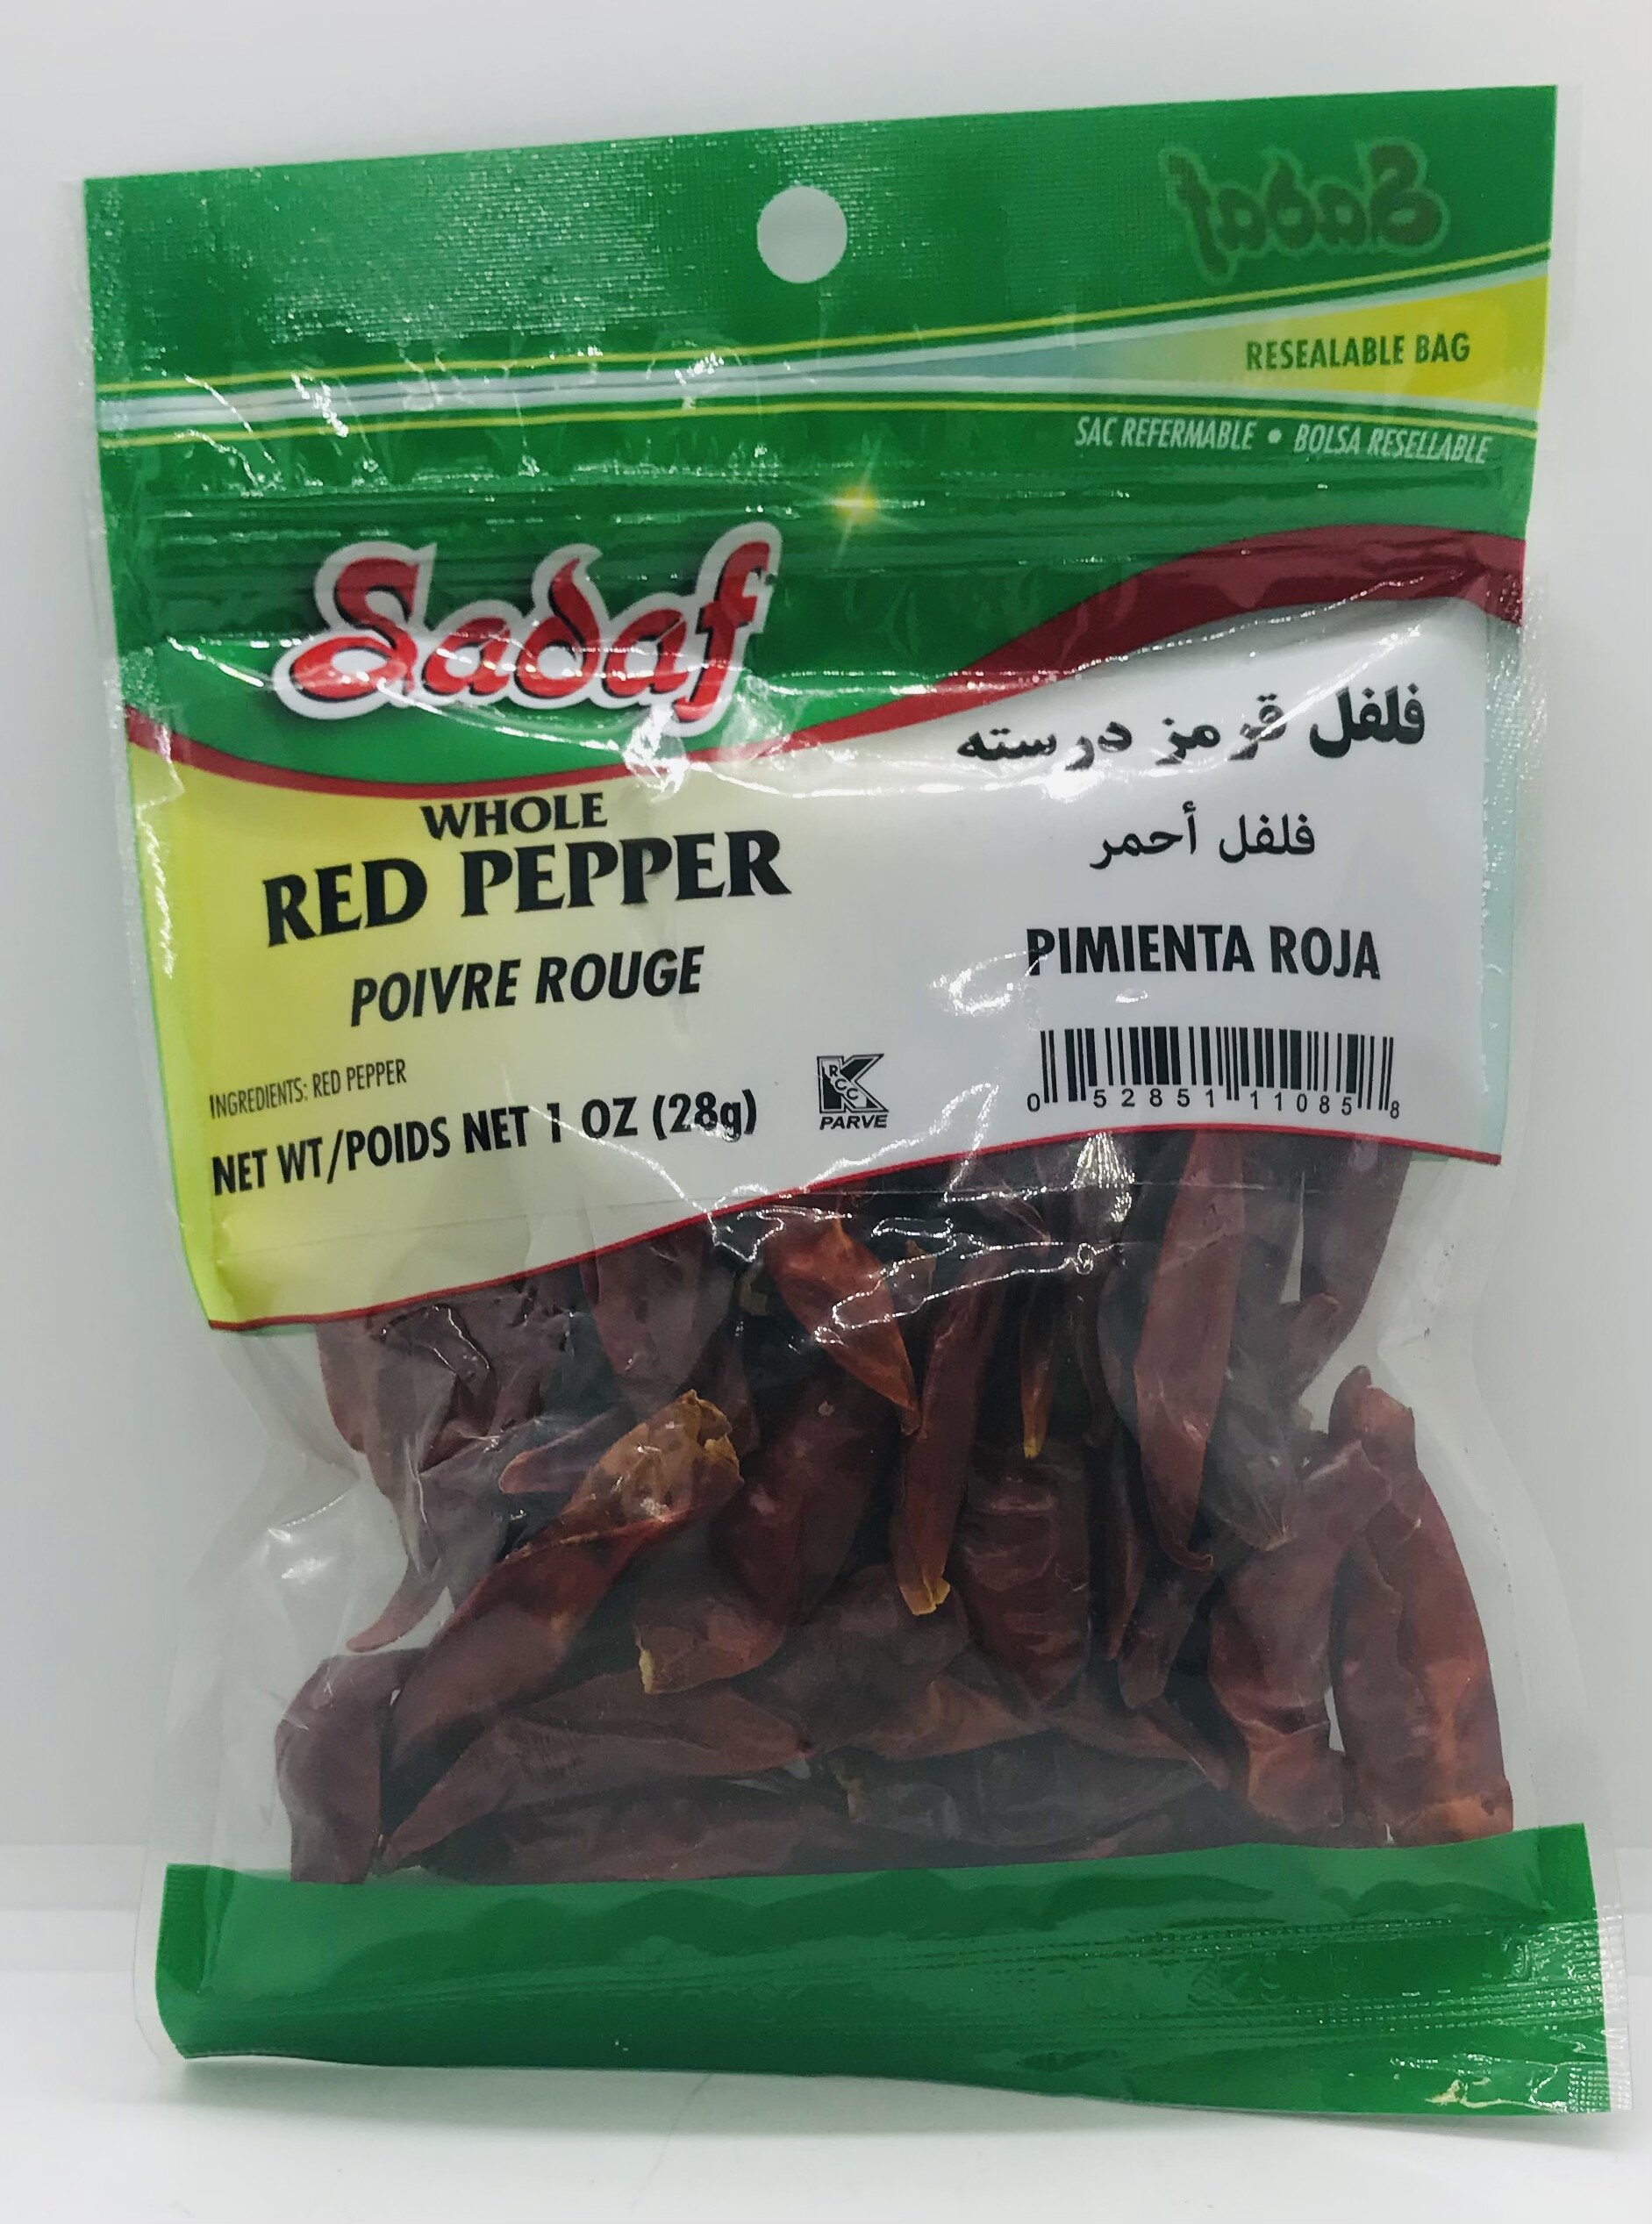 Sadaf
RESEALABLE BAG
SAC REFERMABLE • BOLSA RESELLABLE
Sadaf
WHOLE
RED PEPPER
POIVRE ROUGE
INGREDIENTS: RED PEPPER
NET WT/POIDS NET 1 OZ (28g)
RCC K
PARVE
فلفل قرمز درسته
فلفل أحمر
PIMIENTA ROJA
0 52851 11085 8